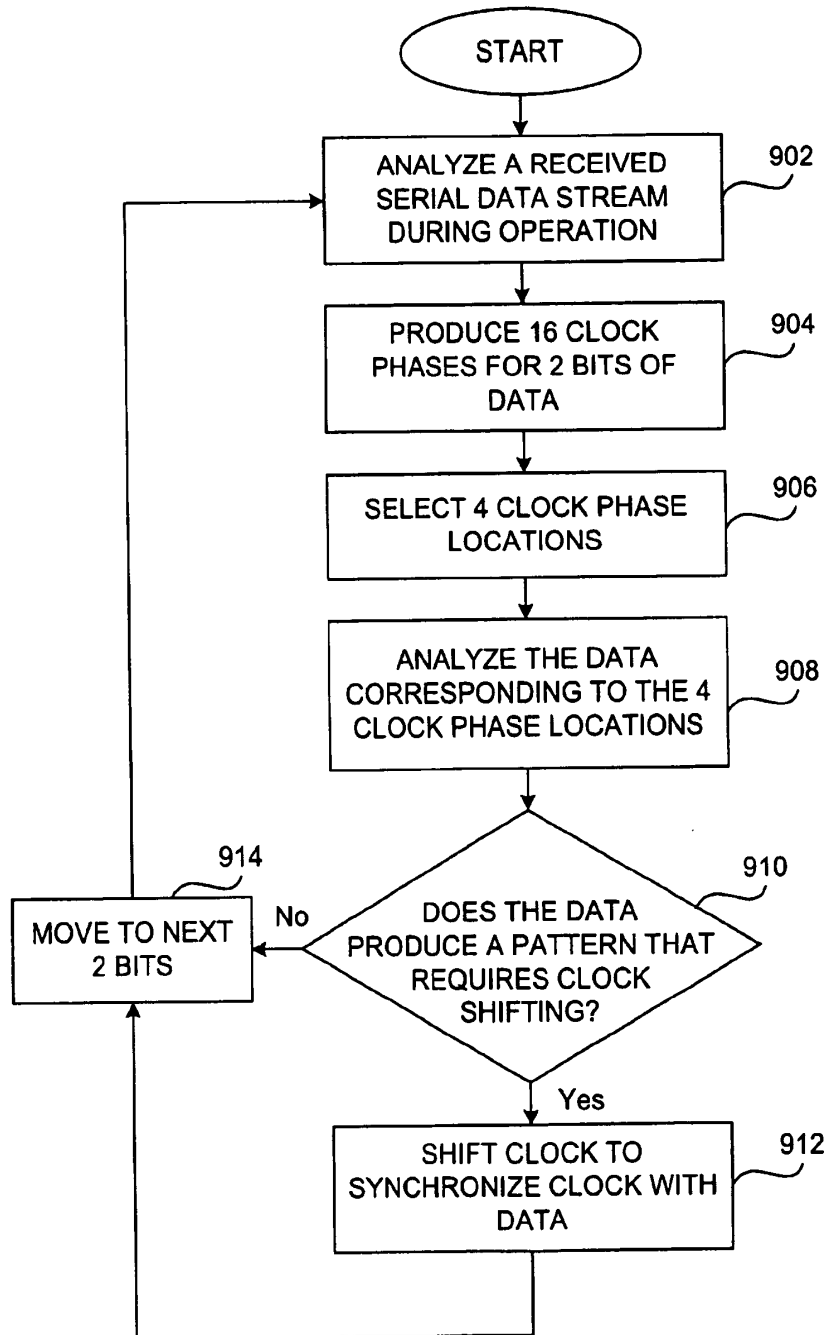 START
ANALYZE A RECEIVED
SERIAL DATA STREAM
DURING OPERATION
902
PRODUCE 16 CLOCK
PHASES FOR 2 BITS OF
DATA
904
SELECT 4 CLOCK PHASE
LOCATIONS
906
ANALYZE THE DATA
CORRESPONDING TO THE 4
CLOCK PHASE LOCATIONS
908
DOES THE DATA
PRODUCE A PATTERN THAT
REQUIRES CLOCK
SHIFTING?
910
No
914
MOVE TO NEXT
2 BITS
Yes
SHIFT CLOCK TO
SYNCHRONIZE CLOCK WITH
DATA
912